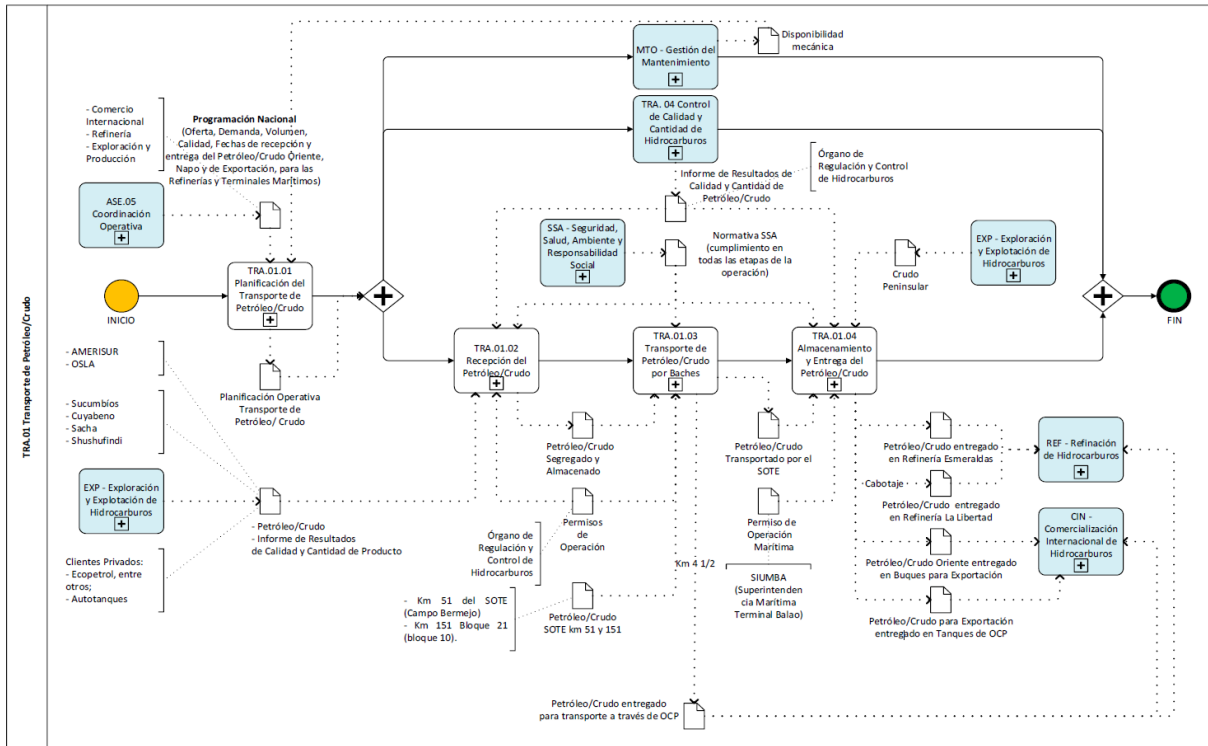 TRA.01 Transporte de Petróleo/Crudo
MTO - Gestión del
Mantenimiento
Disponibilidad
mecánica
- Comercio
Internacional
- Refinería
- Exploración y
Producción
Programación Nacional
(Oferta, Demanda, Volumen,
Calidad, Fechas de recepción y
entrega del Petróleo/Crudo Oriente,
Napo y de Exportación, para las
Refinerías y Terminales Marítimos)
TRA. 04 Control
de Calidad y
Cantidad de
Hidrocarburos
Informe de Resultados
de Calidad y Cantidad de
Petróleo/Crudo
Órgano de
Regulación y Control
de Hidrocarburos
ASE.05
Coordinación
Operativa
SSA - Seguridad,
Salud, Ambiente y
Responsabilidad
Social
Normativa SSA
(cumplimiento en
todas las etapas de la
operación)
Crudo
Peninsular
EXP - Exploración
y Explotación de
Hidrocarburos
INICIO
TRA.01.01
Planificación del
Transporte de
Petróleo/Crudo
FIN
TRA.01.02
Recepción del
Petróleo/Crudo
TRA.01.03
Transporte de
Petróleo/Crudo
por Baches
TRA.01.04
Almacenamiento
y Entrega del
Petróleo/Crudo
Planificación Operativa
Transporte de
Petróleo/ Crudo
- AMERISUR
- OSLA
- Sucumbíos
- Cuyabeno
- Sacha
- Shushufindi
EXP - Exploración
y Explotación de
Hidrocarburos
- Petróleo/Crudo
- Informe de Resultados
de Calidad y Cantidad de Producto
Clientes Privados:
- Ecopetrol, entre
otros;
- Autotanques
Petróleo/Crudo
Segregado y
Almacenado
Petróleo/Crudo
Transportado por el
SOTE
Petróleo/Crudo entregado
en Refinería Esmeraldas
REF - Refinación
de Hidrocarburos
Cabotaje
Petróleo/Crudo entregado
en Refinería La Libertad
Órgano de
Regulación y
Control de
Hidrocarburos
Permisos
de
Operación
Permiso de
Operación
Marítima
CIN -
Comercialización
Internacional de
Hidrocarburos
Km 4 1/2
SIUMBA
(Superintenden
cia Marítima
Terminal Balao)
Petróleo/Crudo Oriente entregado
en Buques para Exportación
- Km 51 del SOTE
(Campo Bermejo)
- Km 151 Bloque 21
(bloque 10).
Petróleo/Crudo
SOTE km 51 y 151
Petróleo/Crudo para Exportación
entregado en Tanques de OCP
Petróleo/Crudo entregado
para transporte a través de OCP